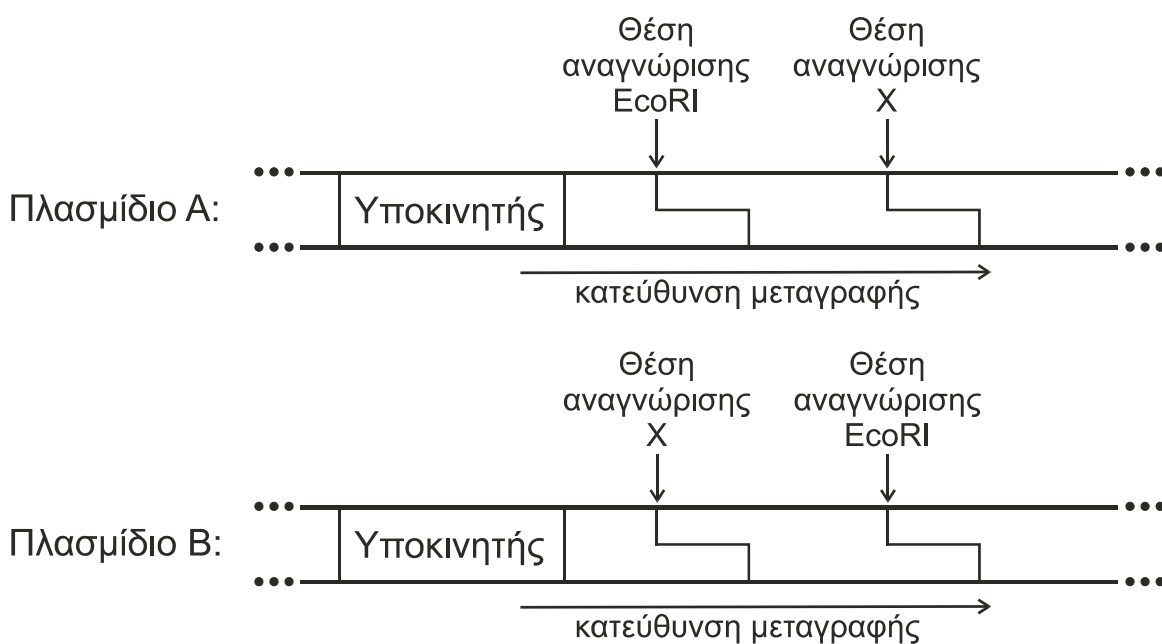 Θέση
αναγνώρισης
EcoRI
Θέση
αναγνώρισης
X
Πλασμίδιο Α:
Υποκινητής
κατεύθυνση μεταγραφής
Θέση
αναγνώρισης
X
Θέση
αναγνώρισης
EcoRI
Πλασμίδιο Β:
Υποκινητής
κατεύθυνση μεταγραφής